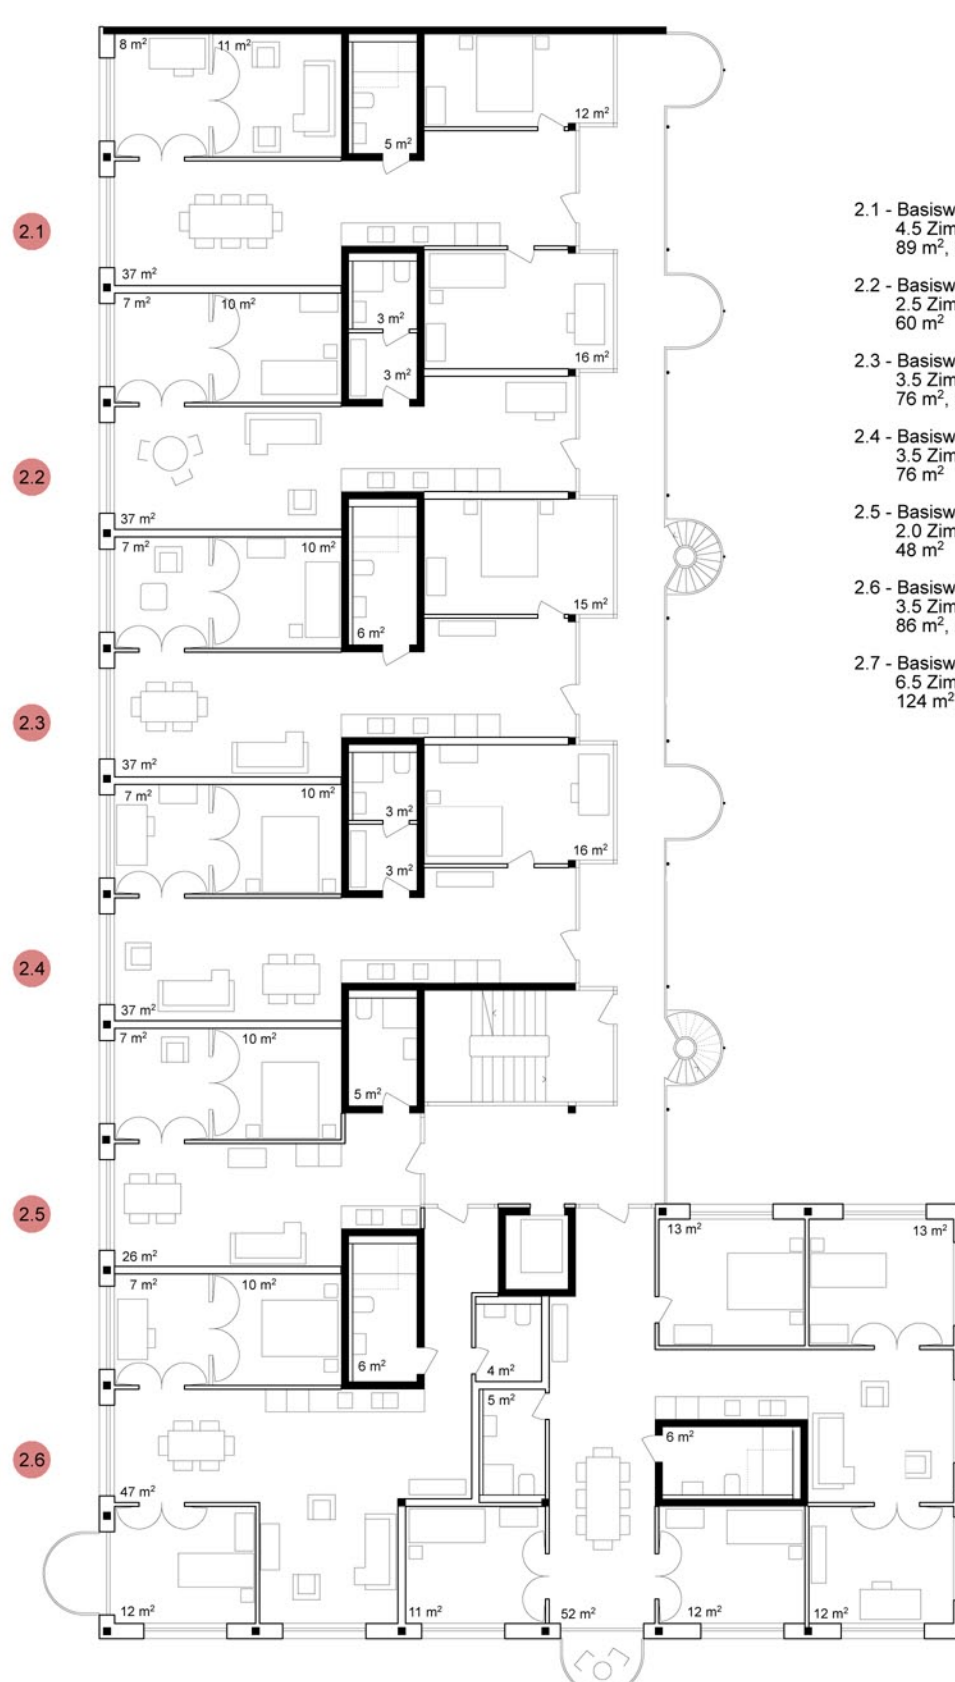 8 m²
11 m²
12 m²
5 m²
2.1
37 m²
7 m²
10 m²
3 m²
3 m²
16 m²
2.2
37 m²
7 m²
10 m²
15 m²
6 m²
2.3
37 m²
7 m²
10 m²
3 m²
3 m²
16 m²
2.4
37 m²
7 m²
10 m²
5 m²
2.5
26 m²
7 m²
10 m²
6 m²
4 m²
5 m²
13 m²
13 m²
6 m²
2.6
47 m²
12 m²
11 m²
52 m²
12 m²
12 m²
2.1 - Basisw
4.5 Zim
89 m²,
2.2 - Basisw
2.5 Zim
60 m²
2.3 - Basisw
3.5 Zim
76 m²,
2.4 - Basisw
3.5 Zim
76 m²
2.5 - Basisw
2.0 Zim
48 m²
2.6 - Basisw
3.5 Zim
86 m²,
2.7 - Basisw
6.5 Zim
124 m²